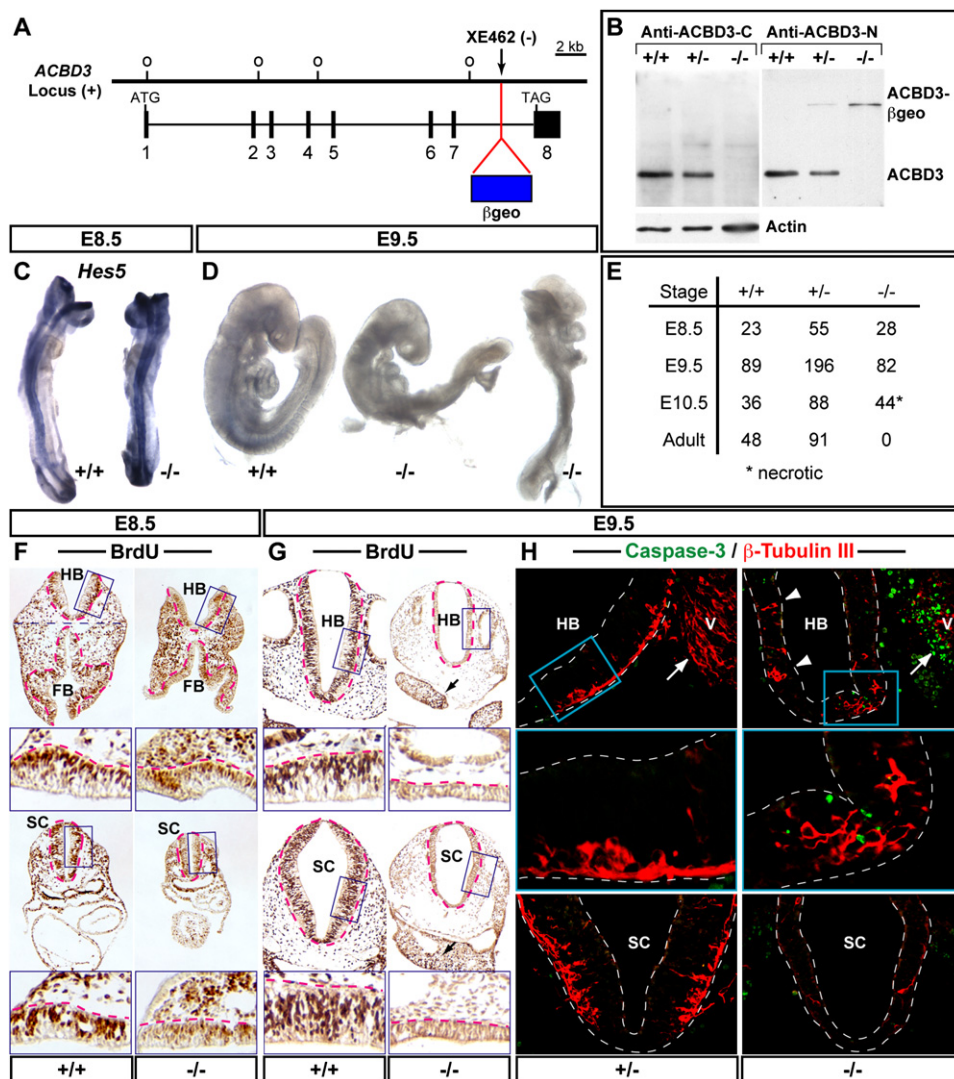 A
XE462 (-)
2 kb
ACBD3
Locus (+)
o o o o
ATG
TAG
1 2 3 4 5 6 7 8
βgeo
B
Anti-ACBD3-C Anti-ACBD3-N
+/+ +/- -/- +/+ +/- -/-
ACBD3-
βgeo
ACBD3
Actin
E8.5
E9.5
C
Hes5
+/+
-/-
D
+/+
-/-
-/-
E
Stage +/+ +/- -/-
E8.5 23 55 28
E9.5 89 196 82
E10.5 36 88 44*
Adult 48 91 0
* necrotic
E8.5
E9.5
F
BrdU
HB
FB
HB
FB
SC
SC
+/+
-/-
G
BrdU
HB
HB
SC
SC
+/+
-/-
H
Caspase-3 / β-Tubulin III
HB
V
HB
V
SC
SC
+/-
-/-